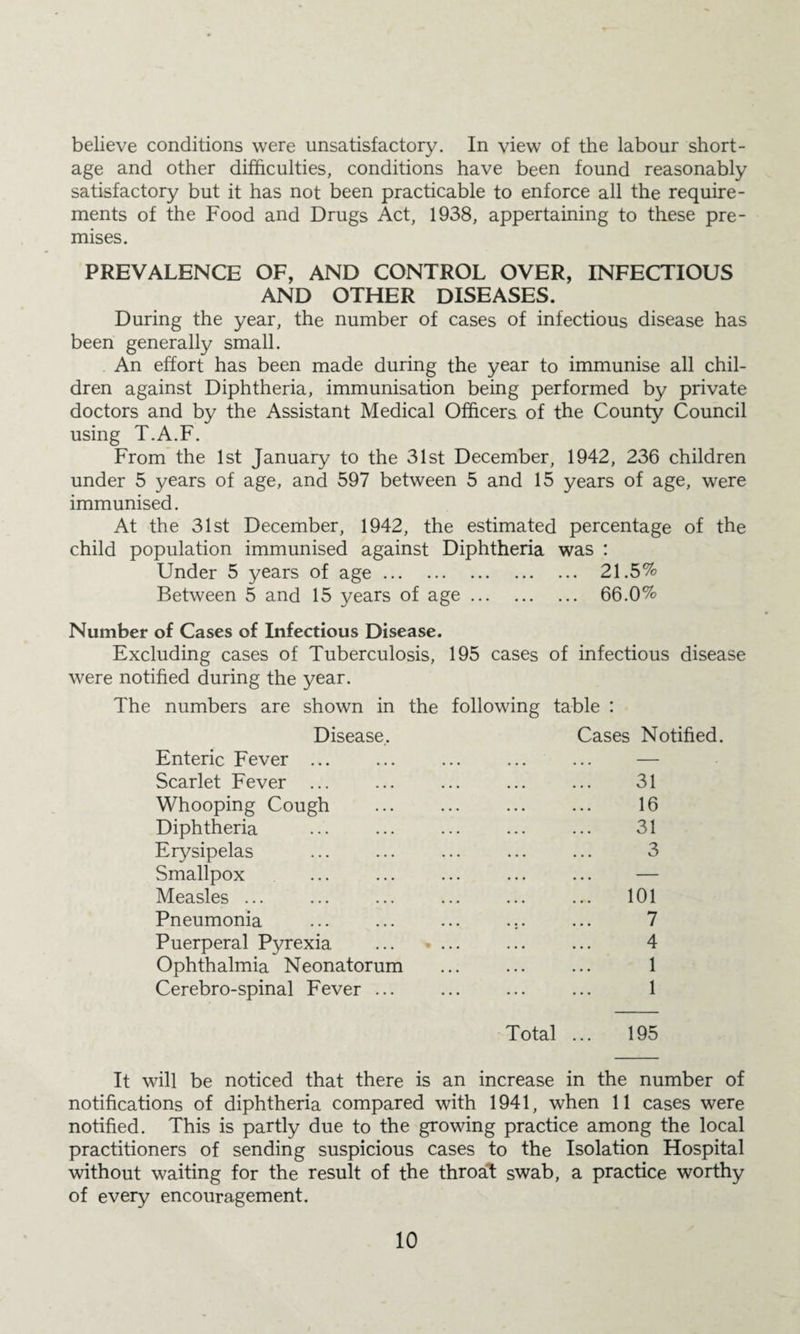 believe conditions were unsatisfactory. In view of the labour short-
age and other difficulties, conditions have been found reasonably
satisfactory but it has not been practicable to enforce all the require-
ments of the Food and Drugs Act, 1938, appertaining to these pre-
mises.
PREVALENCE OF, AND CONTROL OVER, INFECTIOUS
AND OTHER DISEASES.
During the year, the number of cases of infectious disease has
been generally small.
An effort has been made during the year to immunise all chil-
dren against Diphtheria, immunisation being performed by private
doctors and by the Assistant Medical Officers of the County Council
using T.A.F.
From the 1st January to the 31st December, 1942, 236 children
under 5 years of age, and 597 between 5 and 15 years of age, were
immunised.
At the 31st December, 1942, the estimated percentage of the
child population immunised against Diphtheria was :
Under 5 years of age ... ... ... ... ... 21.5%
Between 5 and 15 years of age ... ... ... 66.0%
Number of Cases of Infectious Disease.
Excluding cases of Tuberculosis, 195 cases of infectious disease
were notified during the year.
The numbers are shown in the following table :
Disease. Cases Notified.
Enteric Fever ... ... ... ... ... —
Scarlet Fever ... ... ... ... ... 31
Whooping Cough ... ... ... ... 16
Diphtheria ... ... ... ... ... 31
Erysipelas ... ... ... ... ... 3
Smallpox ... ... ... ... ... —
Measles ... ... ... ... ... ... 101
Pneumonia ... ... ... ... ... 7
Puerperal Pyrexia ... ... ... ... 4
Ophthalmia Neonatorum ... ... ... 1
Cerebro-spinal Fever ... ... ... ... 1
Total ... 195
It will be noticed that there is an increase in the number of
notifications of diphtheria compared with 1941, when 11 cases were
notified. This is partly due to the growing practice among the local
practitioners of sending suspicious cases to the Isolation Hospital
without waiting for the result of the throat swab, a practice worthy
of every encouragement.
10